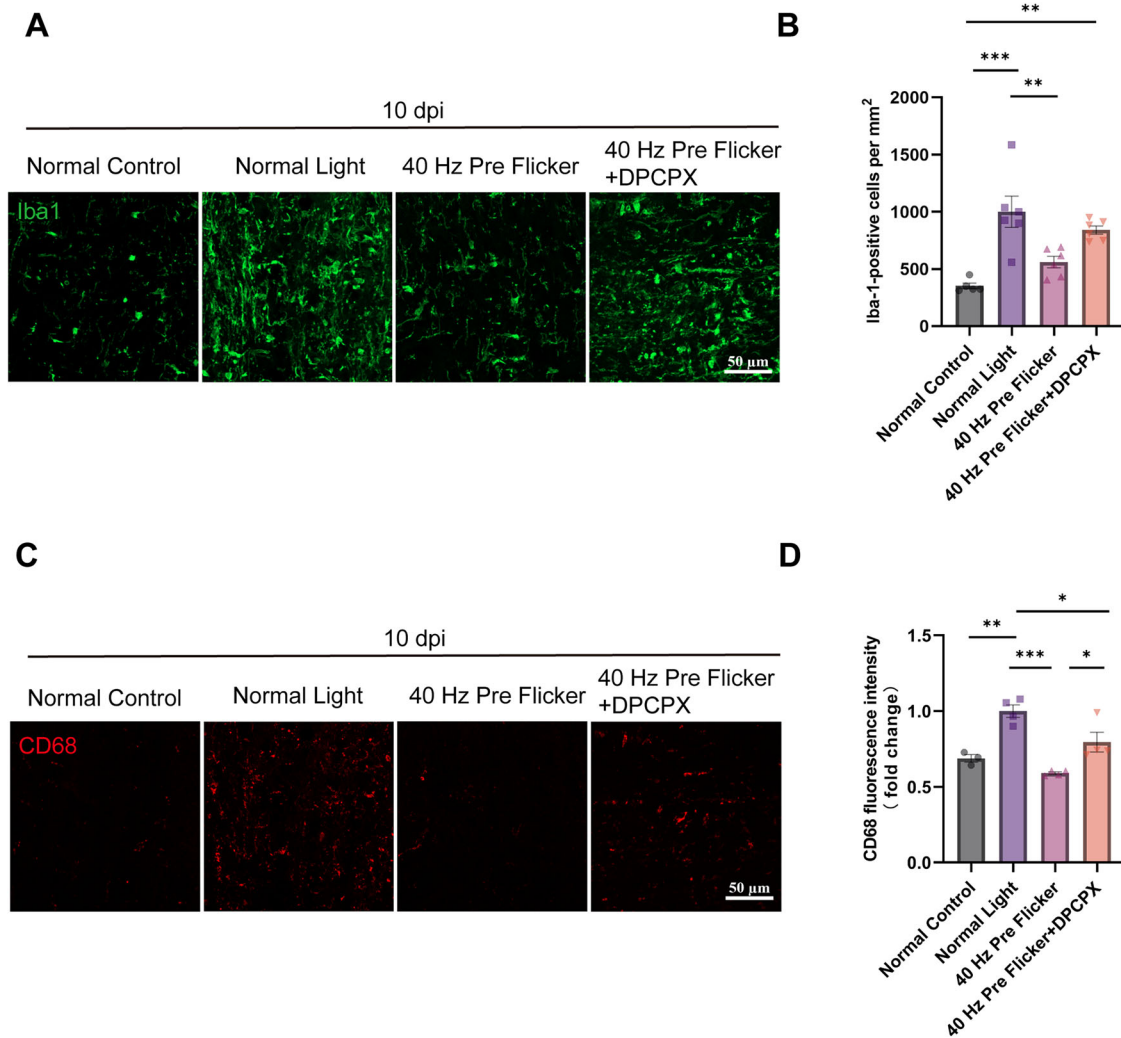 A
10 dpi
Normal Control
Normal Light
40 Hz Pre Flicker
40 Hz Pre Flicker
+DPCPX
Iba1
50 µm
B
**
***
**
Iba-1-positive cells per mm²
2000
1500
1000
500
0
Normal Control
Normal Light
40 Hz Pre Flicker
40 Hz Pre Flicker+DPCPX
C
10 dpi
Normal Control
Normal Light
40 Hz Pre Flicker
40 Hz Pre Flicker
+DPCPX
CD68
50 µm
D
*
**
***
*
CD68 fluorescence intensity
( fold change)
1.5
1.0
0.5
0.0
Normal Control
Normal Light
40 Hz Pre Flicker
40 Hz Pre Flicker+DPCPX